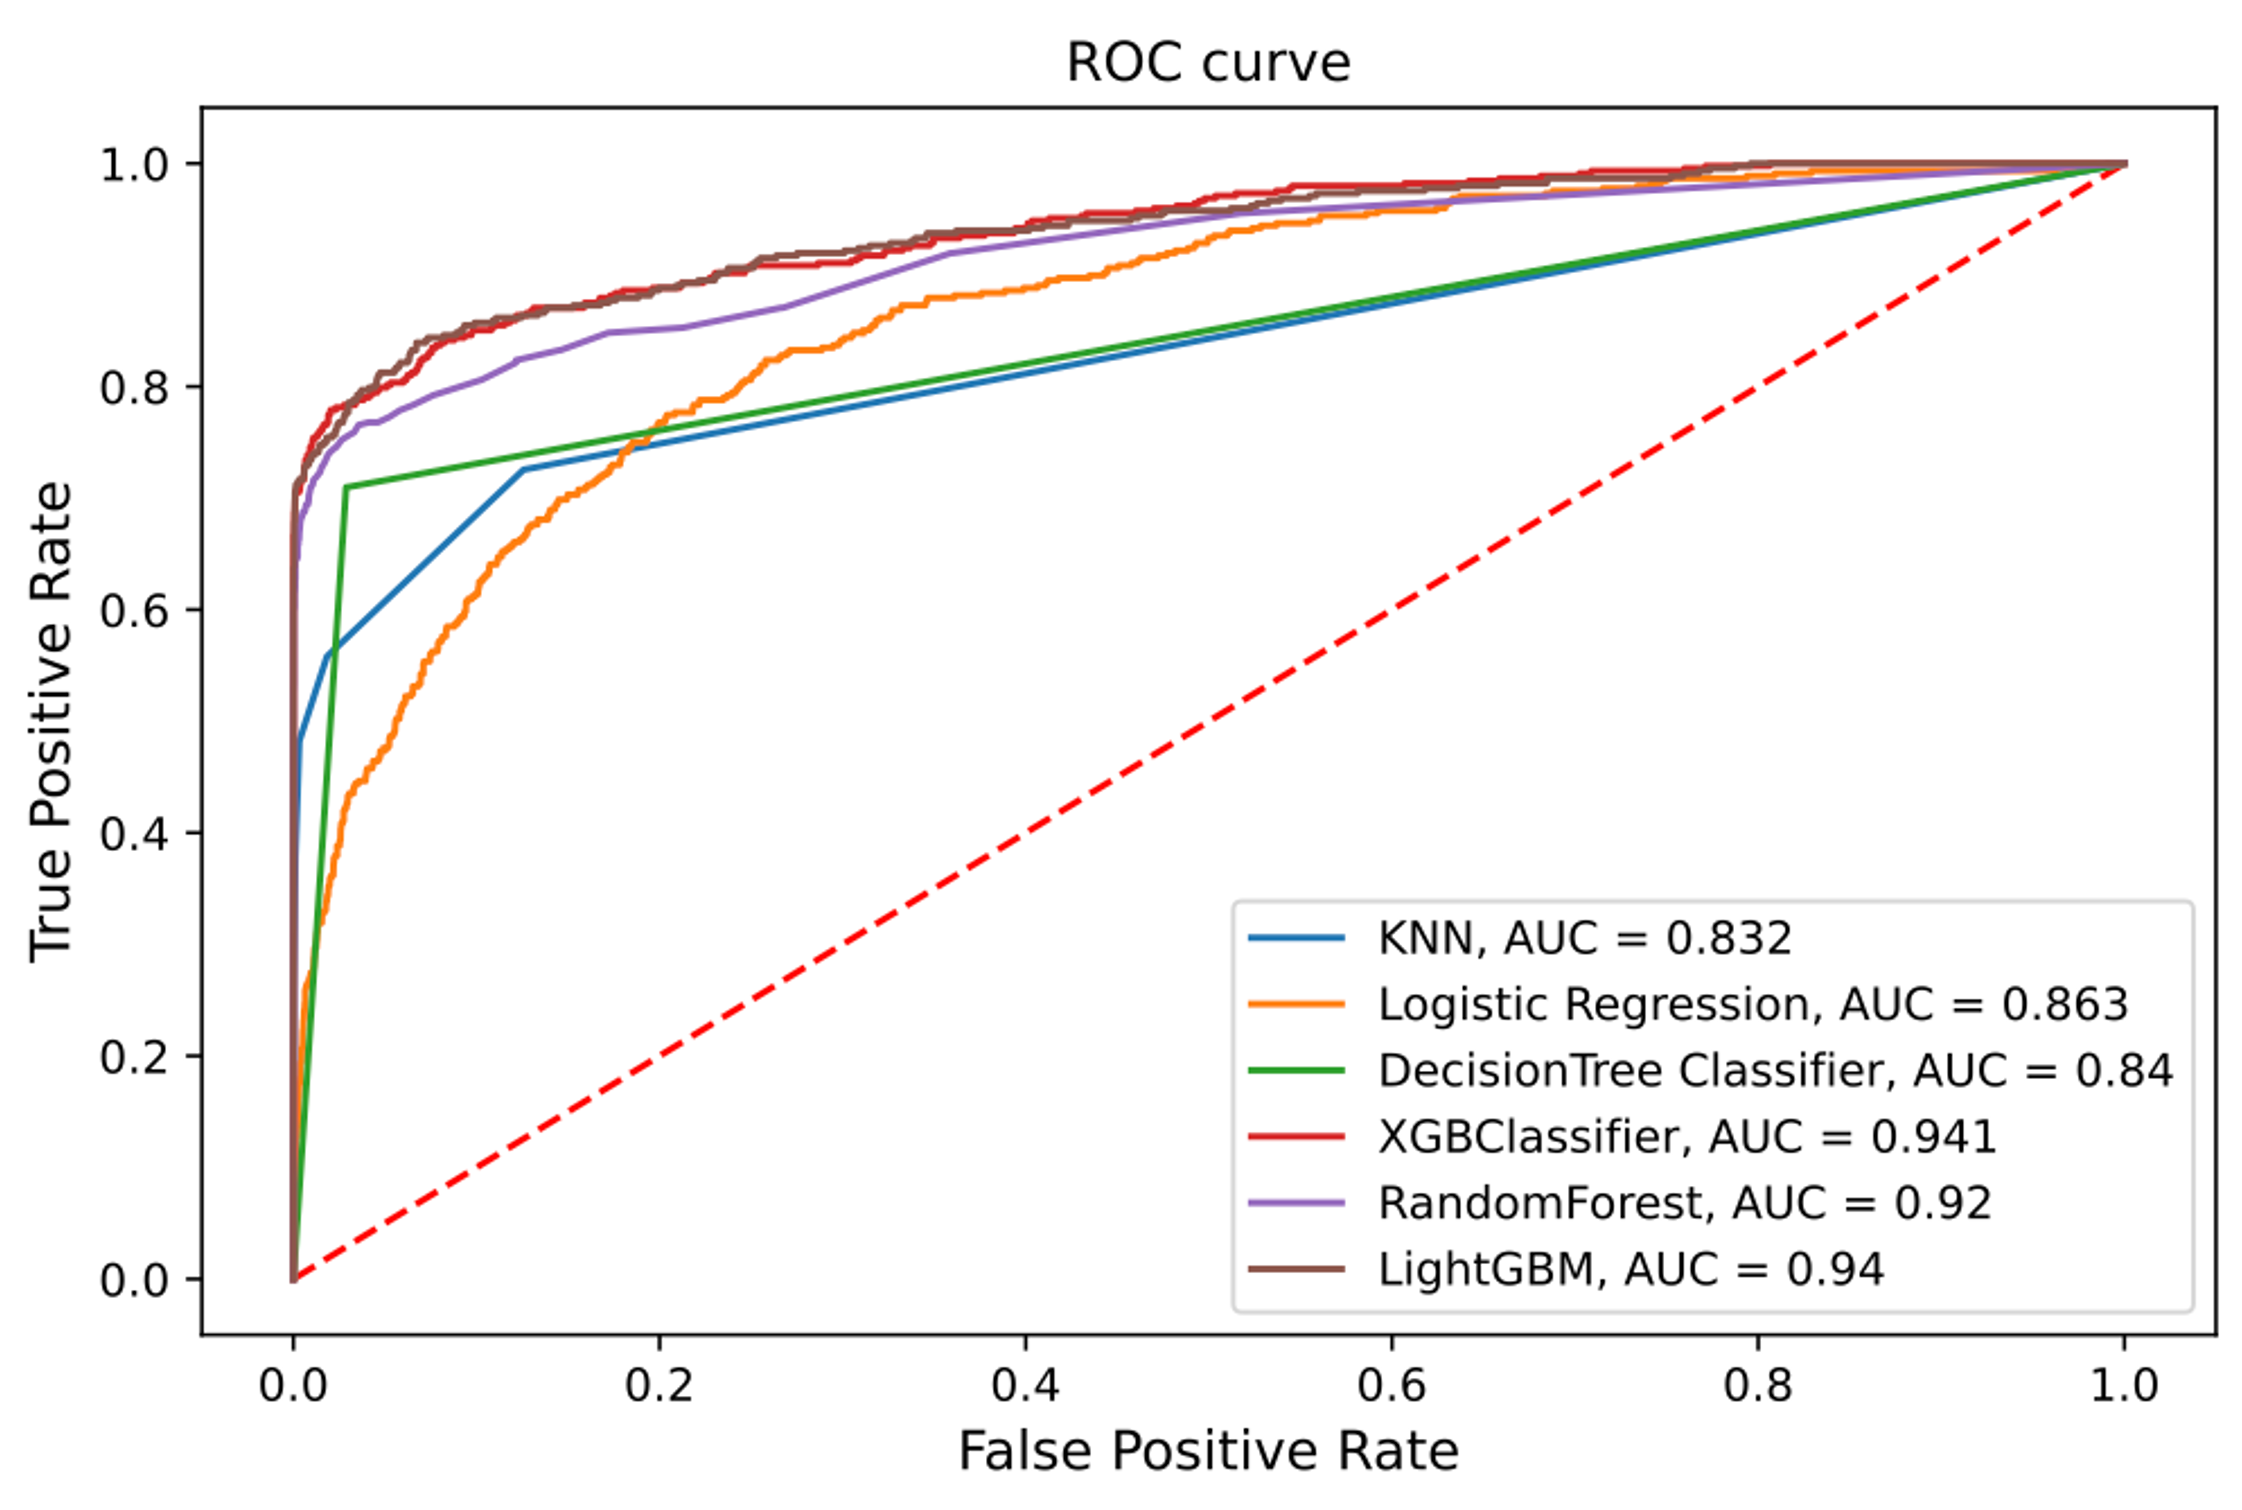 ROC curve
True Positive Rate
1.0
0.8
0.6
0.4
0.2
0.0
KNN, AUC = 0.832
Logistic Regression, AUC = 0.863
DecisionTree Classifier, AUC = 0.84
XGBClassifier, AUC = 0.941
RandomForest, AUC = 0.92
LightGBM, AUC = 0.94
0.0 0.2 0.4 0.6 0.8 1.0
False Positive Rate